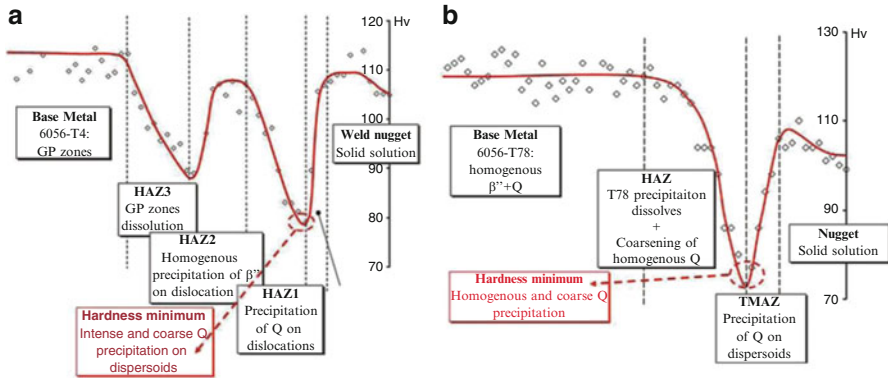 a
120
Hv
110
100
90
80
70
Base Metal
6056-T4:
GP zones
Weld nugget
Solid solution
HAZ3
GP zones
dissolution
HAZ2
Homogenous
precipitation of β"
on dislocation
HAZ1
Precipitation
of Q on
dislocations
Hardness minimum
Intense and coarse Q
precipitation on
dispersoids
b
130
Hv
110
90
70
Base Metal
6056-T78:
homogenous
β"+Q
HAZ
T78 precipitaiton
dissolves
+
Coarsening of
homogenous Q
Nugget
Solid solution
Hardness minimum
Homogenous and coarse Q
precipitation
TMAZ
Precipitation
of Q on
dispersoids